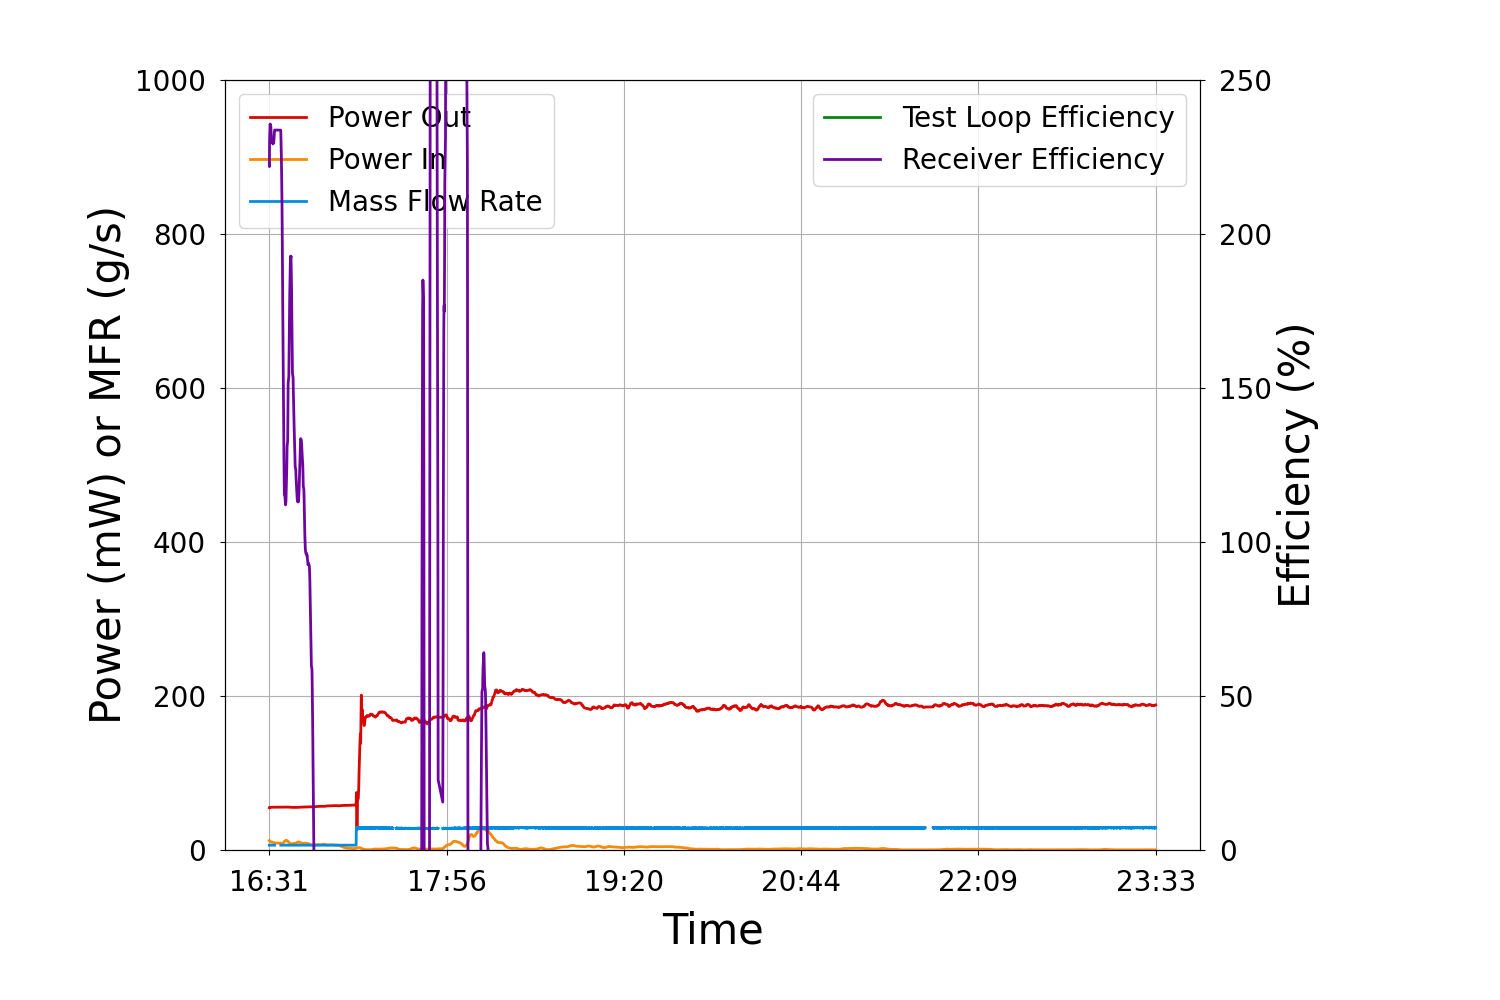 1000
800
600
400
200
0
Power (mW) or MFR (g/s)
Power Out
Power In
Mass Flow Rate
Test Loop Efficiency
Receiver Efficiency
250
200
150
100
50
0
Efficiency (%)
16:31 17:56 19:20 20:44 22:09 23:33
Time